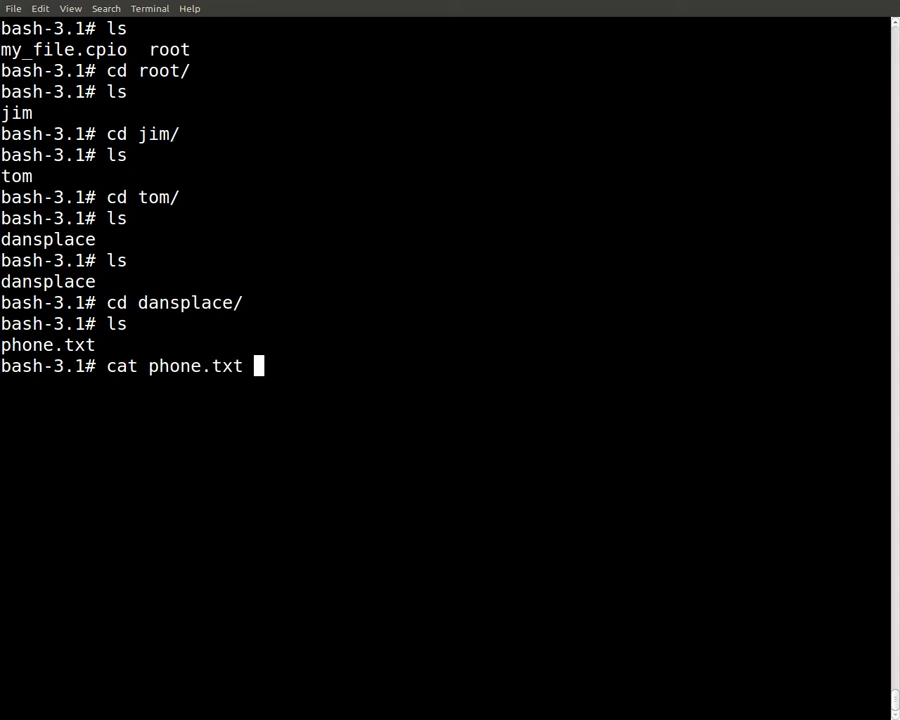 File Edit View Search Terminal Help
bash-3.1# ls
my_file.cpio  root
bash-3.1# cd root/
bash-3.1# ls
jim
bash-3.1# cd jim/
bash-3.1# ls
tom
bash-3.1# cd tom/
bash-3.1# ls
dansplace
bash-3.1# ls
dansplace
bash-3.1# cd dansplace/
bash-3.1# ls
phone.txt
bash-3.1# cat phone.txt